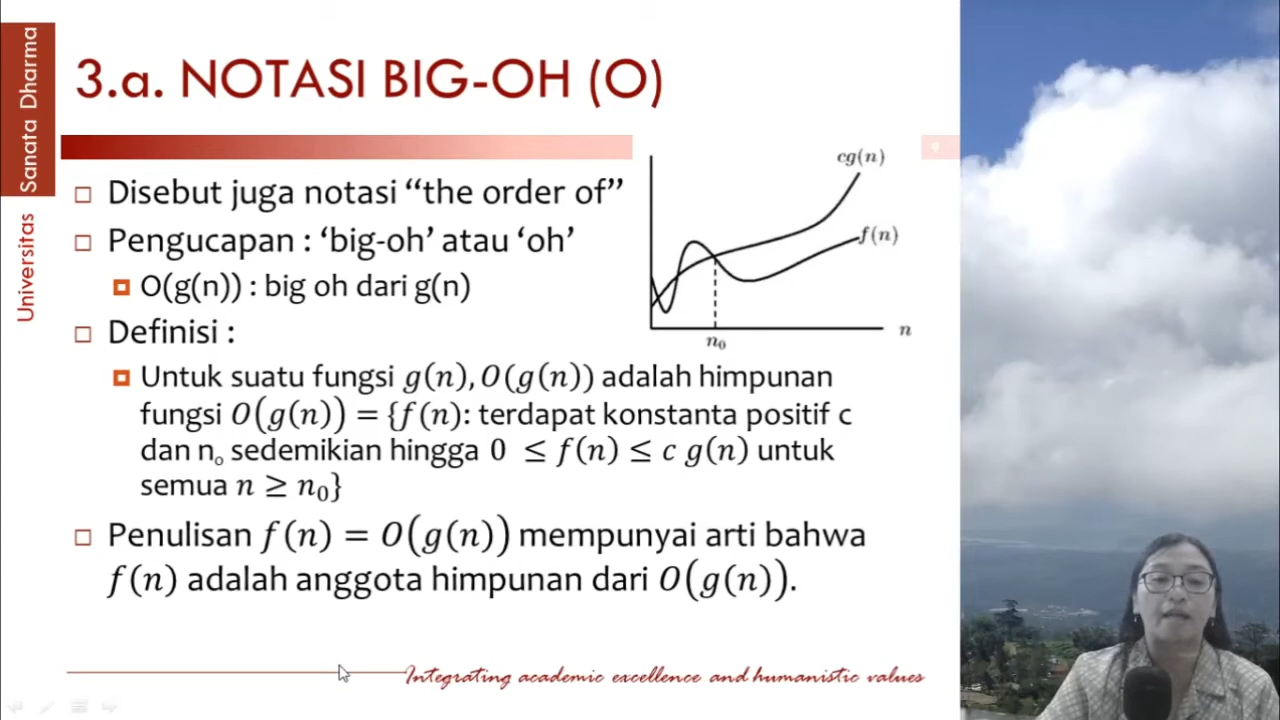 Universitas Sanata Dharma
3.a. NOTASI BIG-OH (O)
9
□ Disebut juga notasi “the order of”
□ Pengucapan : ‘big-oh’ atau ‘oh’
O(g(n)) : big oh dari g(n)
□ Definisi :
Untuk suatu fungsi g(n), O(g(n)) adalah himpunan
fungsi O(g(n)) = {f(n): terdapat konstanta positif c
dan n₀ sedemikian hingga 0 ≤ f(n) ≤ c g(n) untuk
semua n ≥ n₀}
□ Penulisan f(n) = O(g(n)) mempunyai arti bahwa
f(n) adalah anggota himpunan dari O(g(n)).
cg(n)
f(n)
n
n₀
Integrating academic excellence and humanistic values